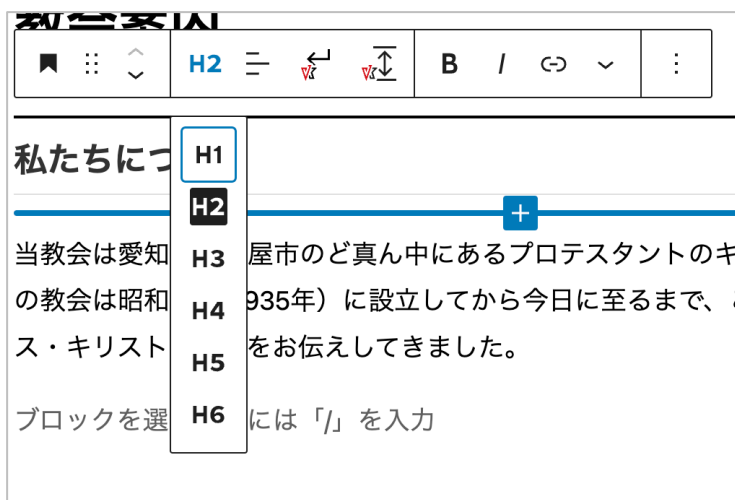 教会案内
H2
B I
私たちにつ
H1
H2
H3
H4
H5
H6
当教会は愛知 屋市のど真ん中にあるプロテスタントのキ
の教会は昭和 935年）に設立してから今日に至るまで、
ス・キリスト をお伝えしてきました。
ブロックを選 には「/」を入力